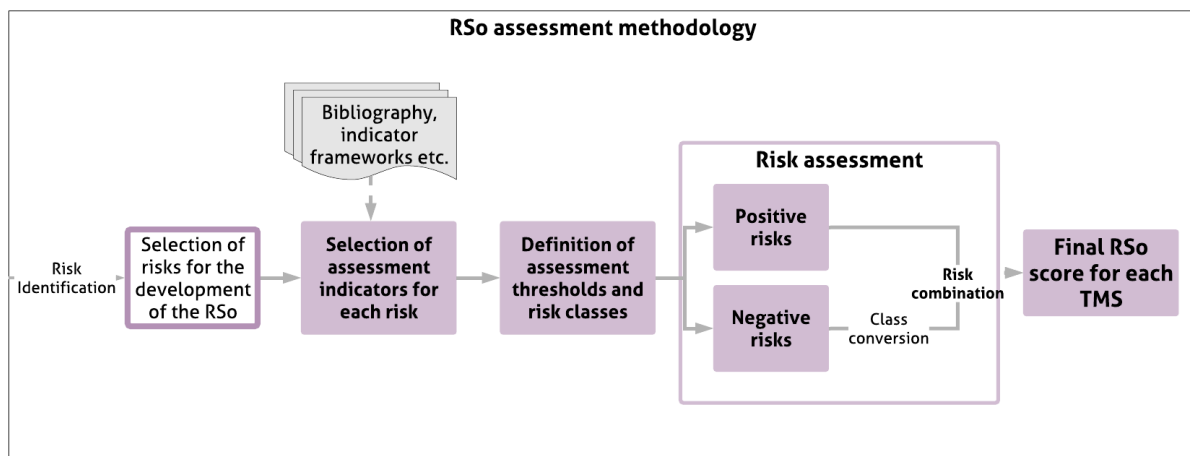 RSo assessment methodology
Bibliography,
indicator
frameworks etc.
Risk
Identification
Selection of
risks for the
development
of the RSo
Selection of
assessment
indicators for
each risk
Definition of
assessment
thresholds and
risk classes
Risk assessment
Positive
risks
Negative
risks
Class
conversion
Risk
combination
Final RSo
score for each
TMS